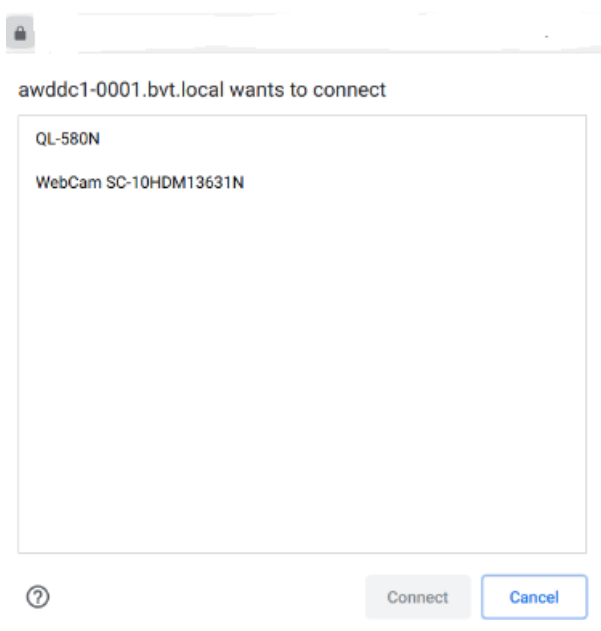 awddc1-0001.bvt.local wants to connect
QL-580N
WebCam SC-10HDM13631N
Connect
Cancel